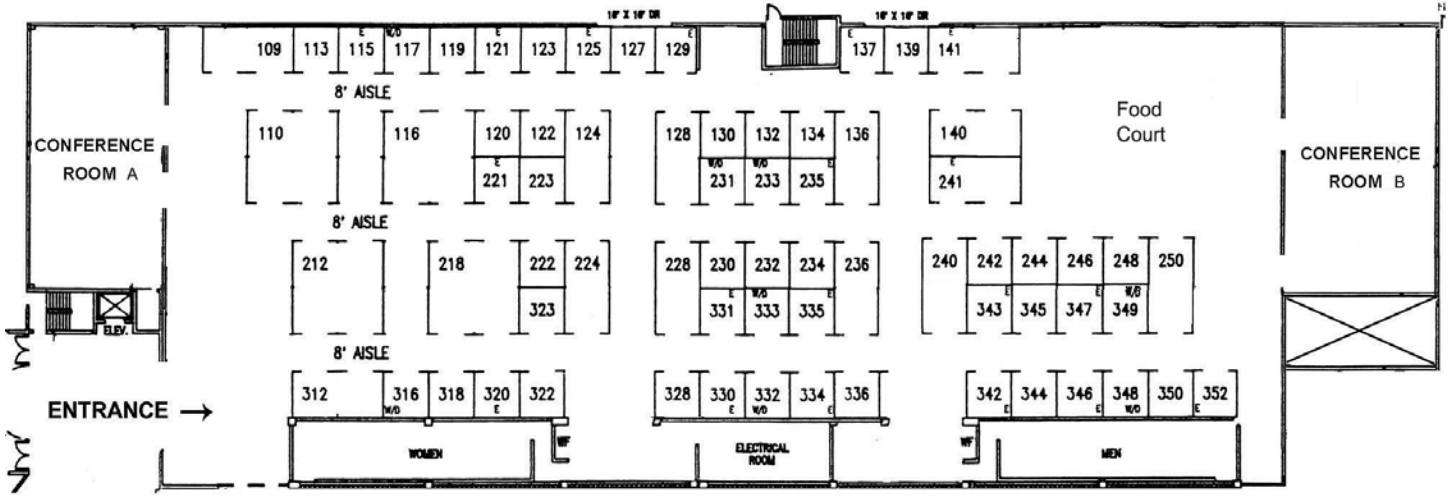 10' X 10' DR 10' X 10' DR
E W/D E E E E E
109 113 115 117 119 121 123 125 127 129 137 139 141
8' AISLE
Food
Court
110 116 120 122 124 128 130 132 134 136 140
CONFERENCE
ROOM A
CONFERENCE
ROOM B
E W/D W/D E E
221 223 231 233 235 241
8' AISLE
212 218 222 224 228 230 232 234 236 240 242 244 246 248 250
E W/D E E E W/D
323 331 333 335 343 345 347 349
ELEV.
8' AISLE
312 316 318 320 322 328 330 332 334 336 342 344 346 348 350 352
W/D E E W/D E E E W/D E
ENTRANCE →
WOMEN
WF
ELECTRICAL
ROOM
WF
MEN